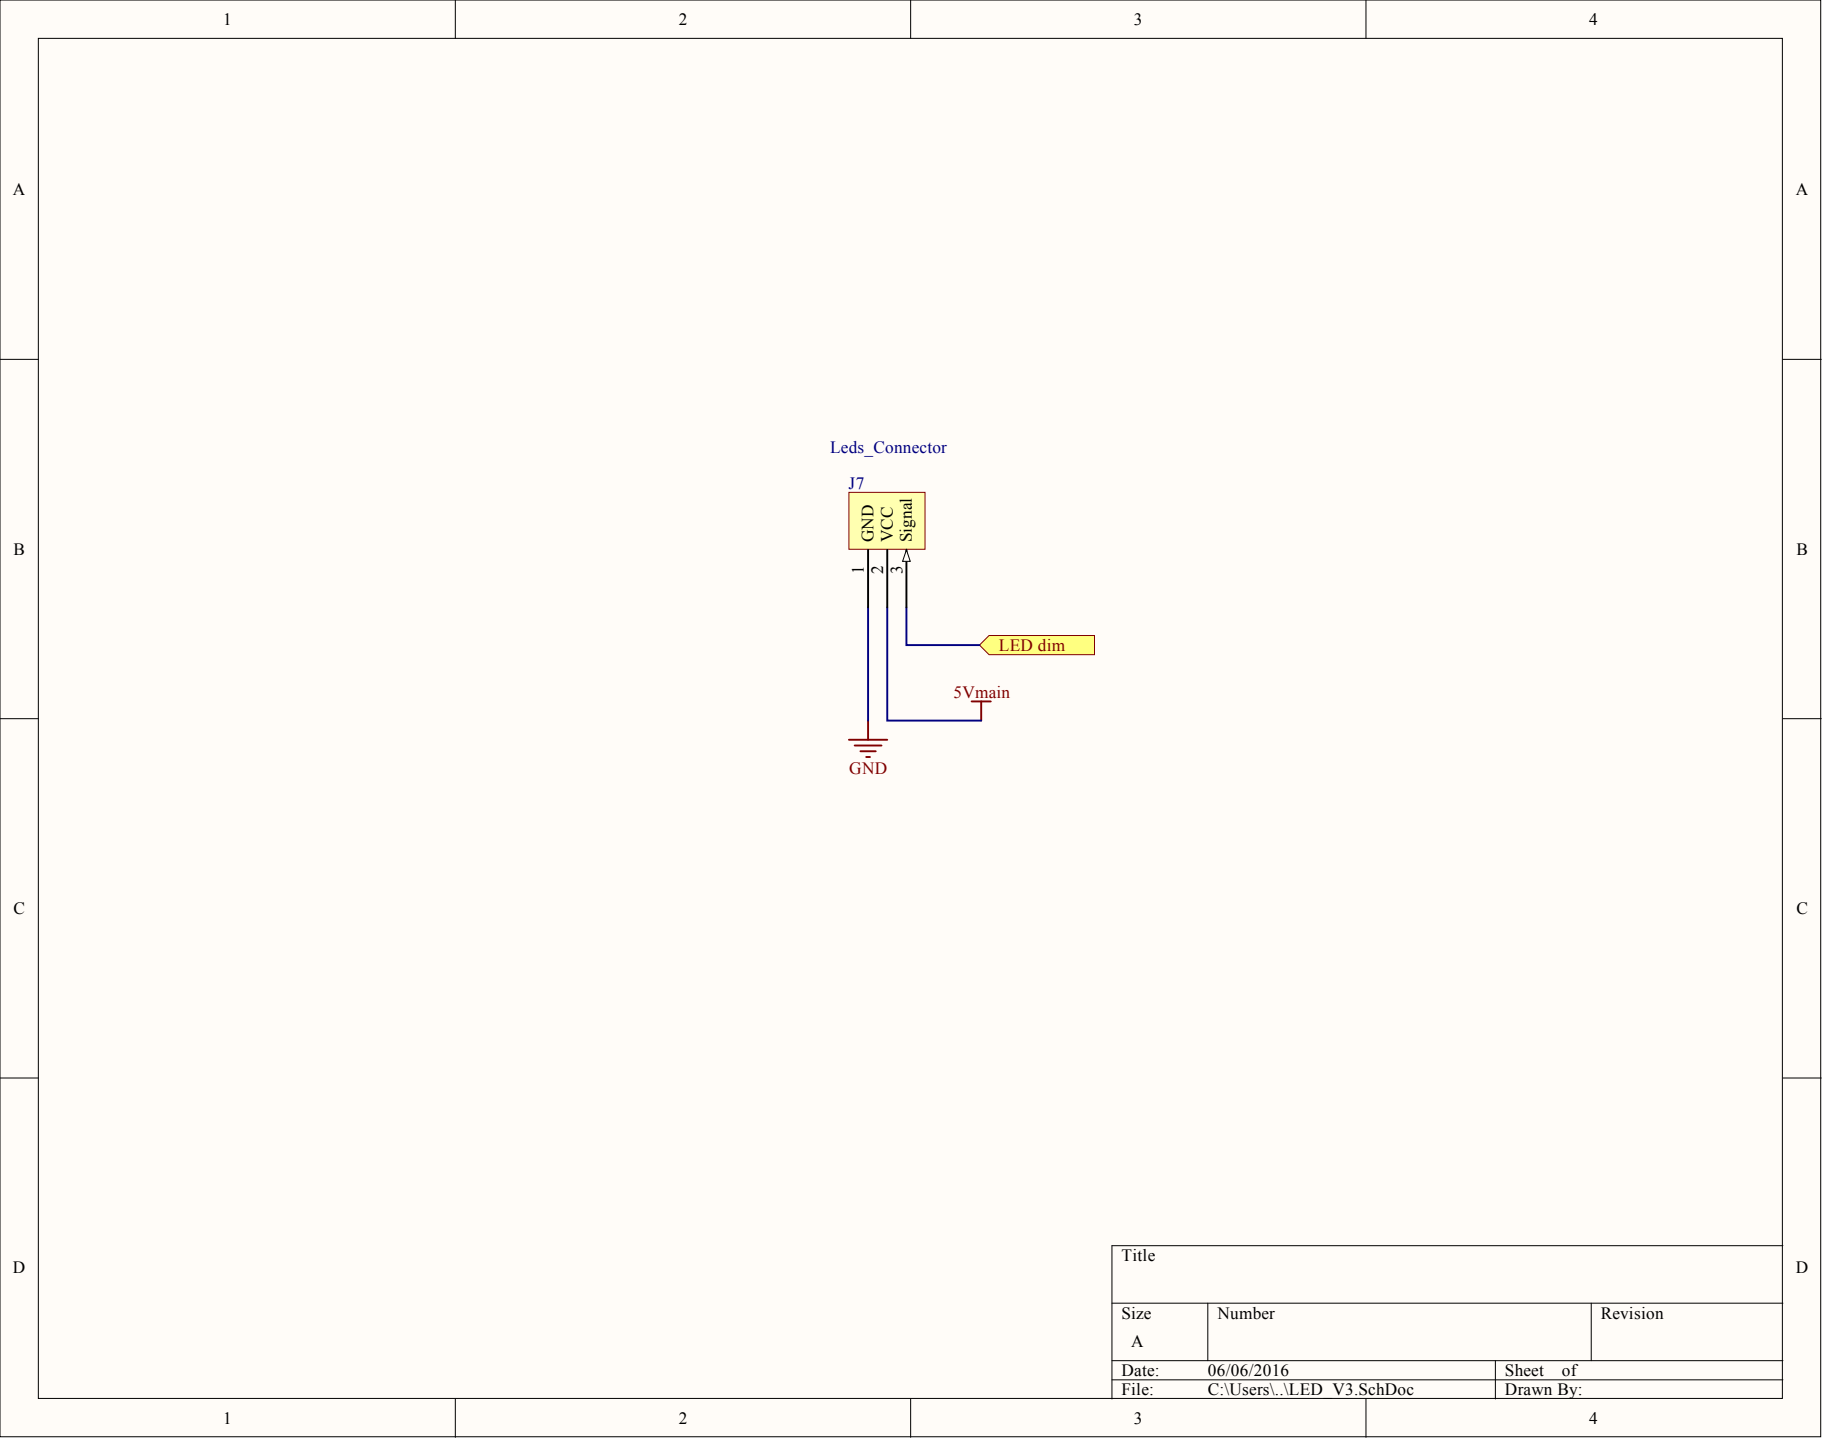 1 2 3 4
A A
Leds_Connector
J7
GND
VCC
Signal
1
2
3
B B
LED dim
5Vmain
GND
C C
Title
D D
Size Number Revision
A
Date: 06/06/2016 Sheet of
File: C:\Users\..\LED_V3.SchDoc Drawn By:
1 2 3 4